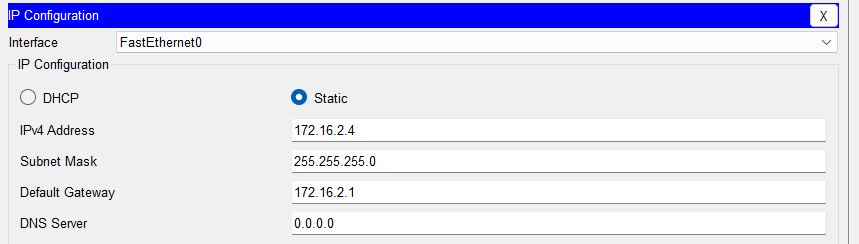 IP Configuration X
Interface FastEthernet0
IP Configuration
DHCP Static
IPv4 Address 172.16.2.4
Subnet Mask 255.255.255.0
Default Gateway 172.16.2.1
DNS Server 0.0.0.0